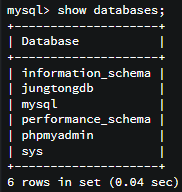 mysql> show databases;
+--------------------+
| Database           |
+--------------------+
| information_schema |
| jungtongdb         |
| mysql              |
| performance_schema |
| phpmyadmin         |
| sys                |
+--------------------+
6 rows in set (0.04 sec)